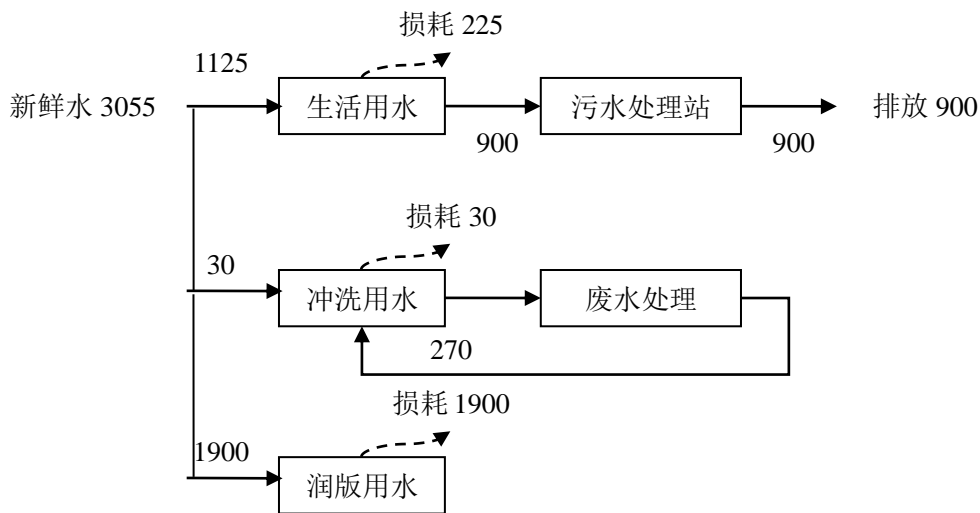 损耗 225
1125
新鲜水 3055
生活用水
污水处理站
排放 900
900
900
损耗 30
30
冲洗用水
废水处理
270
损耗 1900
1900
润版用水